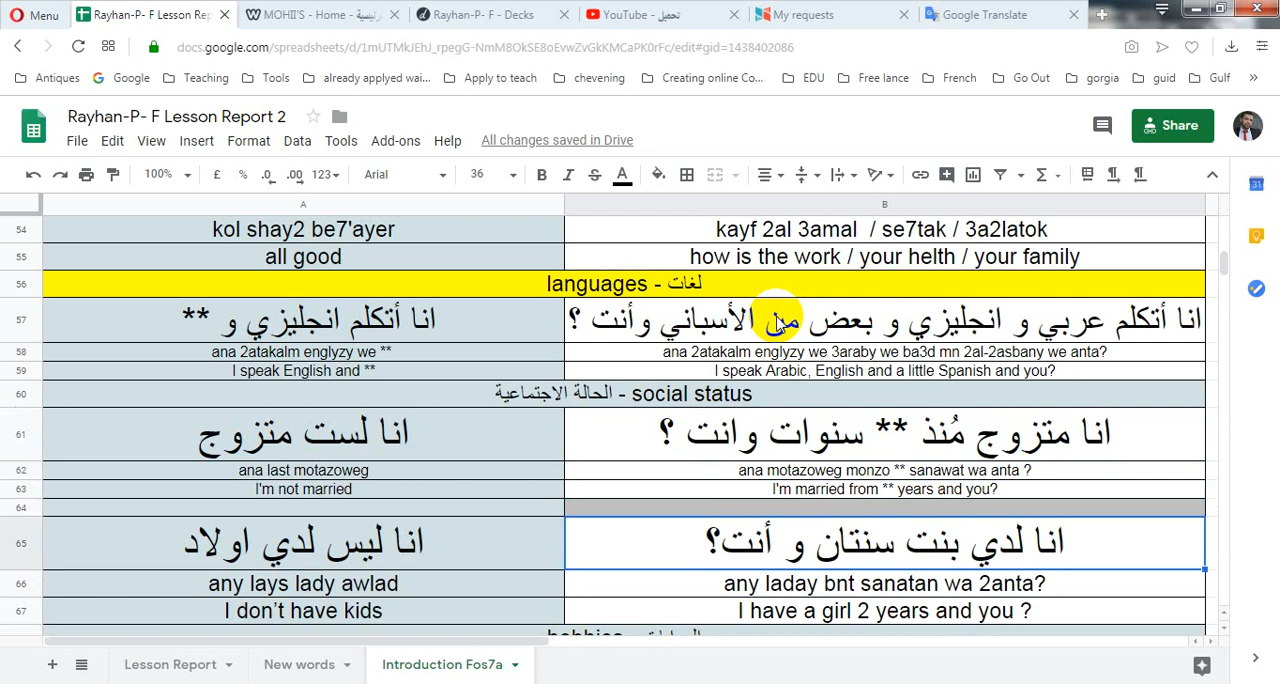 Menu
Rayhan-P- F Lesson Rep
MOHII'S - Home - رئيسية
Rayhan-P- F - Decks
YouTube - تحميل
My requests
Google Translate
docs.google.com/spreadsheets/d/1mUTMkJEhJ_rpegG-NmM8OkSE8oEvwZvGkKMCaPK0rFc/edit#gid=1438402086
Antiques Google Teaching Tools already applyed wai... Apply to teach chevening Creating online Co... EDU Free lance French Go Out gorgia guid Gulf
Rayhan-P- F Lesson Report 2
Share
File Edit View Insert Format Data Tools Add-ons Help All changes saved in Drive
100% £ % .0 .00 123 Arial 36 B I S A
A B
54 kol shay2 be7'ayer kayf 2al 3amal / se7tak / 3a2latok
55 all good how is the work / your helth / your family
56 languages - لغات
57 انا أتكلم انجليزي و ** انا أتكلم عربي و انجليزي و بعض من الأسباني وأنت ؟
58 ana 2atakalm englyzy we ** ana 2atakalm englyzy we 3araby we ba3d mn 2al-2asbany we anta?
59 I speak English and ** I speak Arabic, English and a little Spanish and you?
60 الحالة الاجتماعية - social status
61 انا لست متزوج انا متزوج مُنذ ** سنوات وانت ؟
62 ana last motazoweg ana motazoweg monzo ** sanawat wa anta ?
63 I'm not married I'm married from ** years and you?
64
65 انا ليس لدي اولاد انا لدي بنت سنتان و أنت؟
66 any lays lady awlad any laday bnt sanatan wa 2anta?
67 I don't have kids I have a girl 2 years and you ?
Lesson Report New words Introduction Fos7a